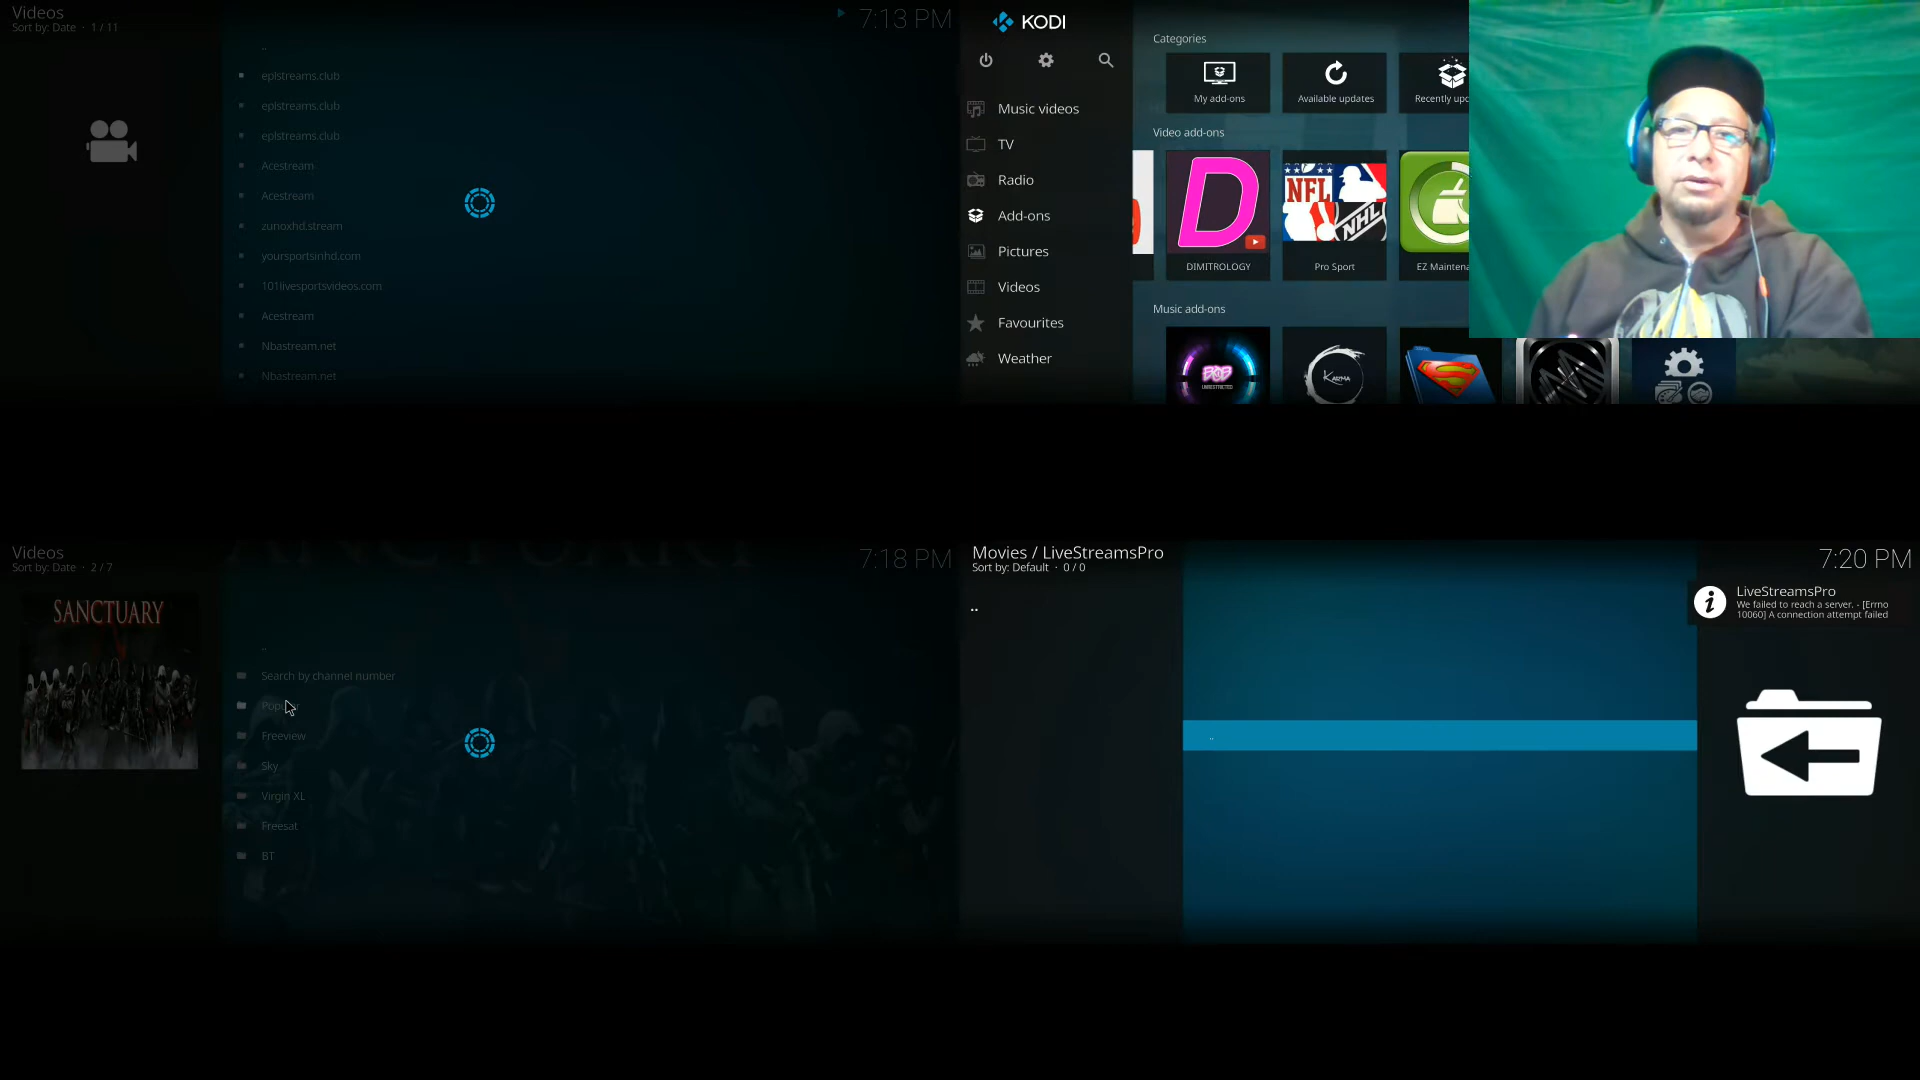 Videos
Sort by: Date · 1 / 11
7:13 PM
..
eplstreams.club
eplstreams.club
eplstreams.club
Acestream
Acestream
zunoxhd.stream
yoursportsinhd.com
101livesportsvideos.com
Acestream
Nbastream.net
Nbastream.net
KODI
Music videos
TV
Radio
Add-ons
Pictures
Videos
Favourites
Weather
Categories
My add-ons
Available updates
Recently upd
Video add-ons
D
NFL
NHL
DIMITROLOGY
Pro Sport
EZ Maintena
Music add-ons
KARMA
Videos
Sort by: Date · 2 / 7
7:18 PM
SANCTUARY
..
Search by channel number
Freeview
Sky
Virgin XL
Freesat
BT
Movies / LiveStreamsPro
Sort by: Default · 0 / 0
7:20 PM
..
LiveStreamsPro
We failed to reach a server. - [Errno
10060] A connection attempt failed
..